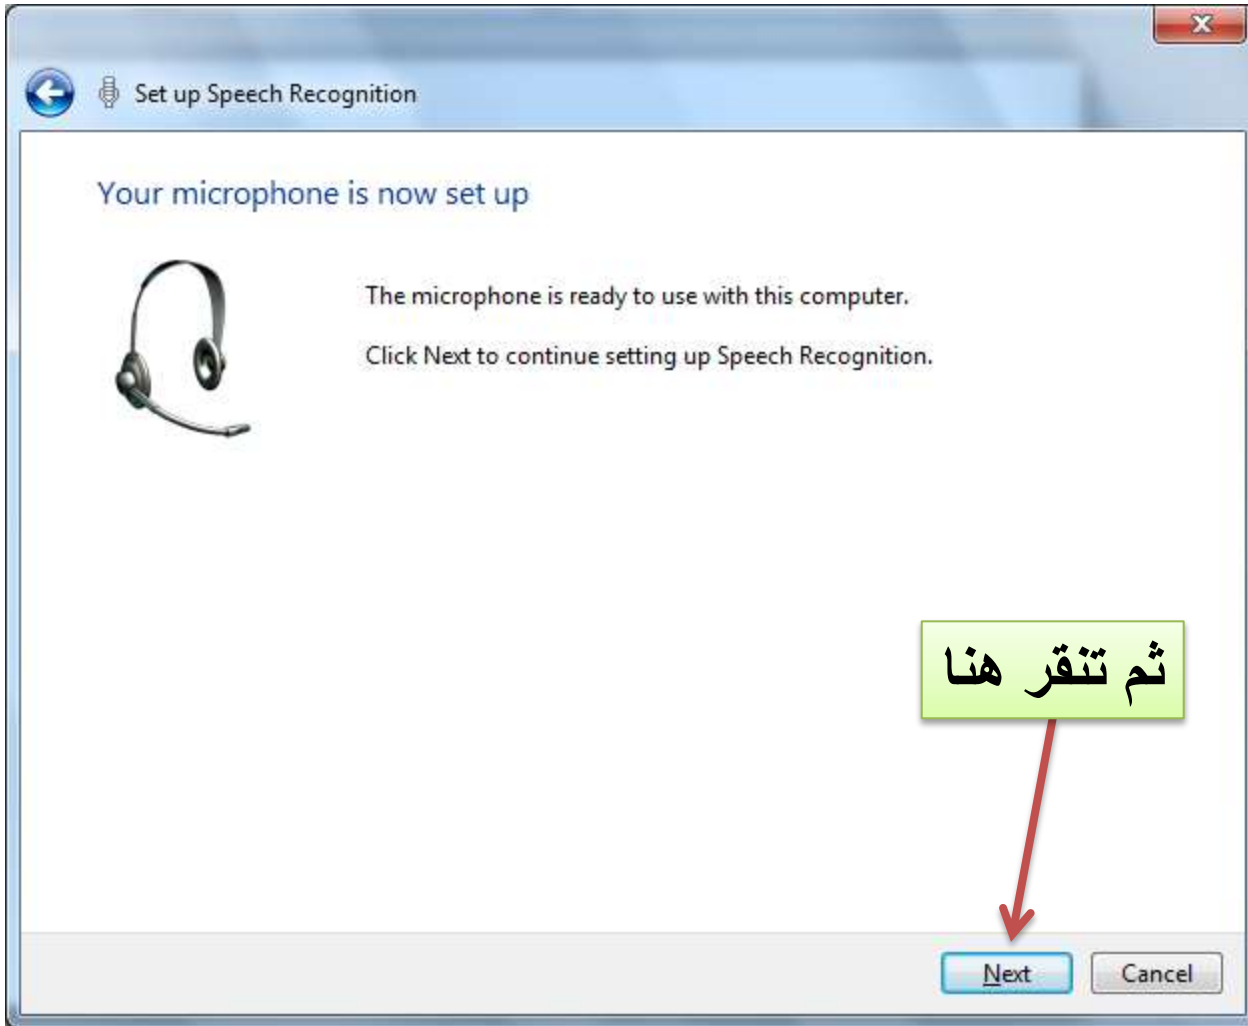 Set up Speech Recognition
Your microphone is now set up
The microphone is ready to use with this computer.
Click Next to continue setting up Speech Recognition.
ثم تنقر هنا
Next
Cancel